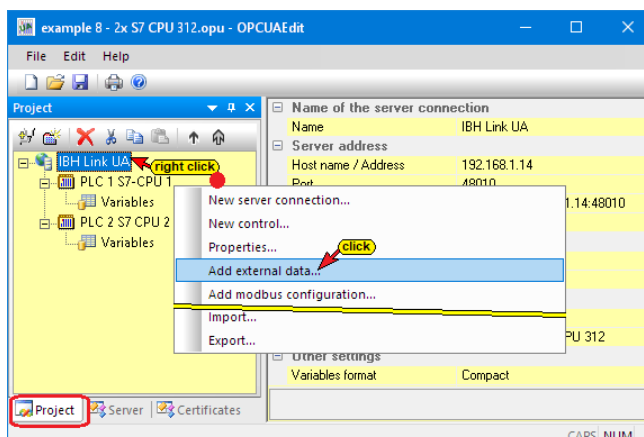 example 8 - 2x S7 CPU 312.opu - OPCUAEdit
File Edit Help
Project
Name of the server connection
Name IBH Link UA
Server address
IBH Link UA
right click
Host name / Address 192.168.1.14
PLC 1 S7-CPU 1
Port 48010
Variables
New server connection...
1.14:48010
PLC 2 S7 CPU 2
New control...
Variables
Properties...
click
Add external data...
Add modbus configuration...
Import...
Export...
PU 312
Other settings
Variables format Compact
Project Server Certificates
CAPS NUM